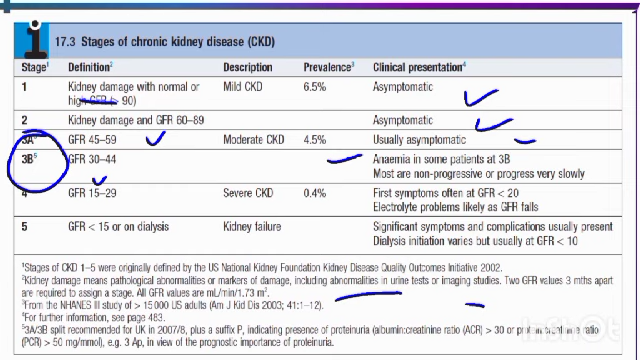 i
17.3 Stages of chronic kidney disease (CKD)
Stage¹ Definition² Description Prevalence³ Clinical presentation⁴
1 Kidney damage with normal or Mild CKD 6.5% Asymptomatic
high GFR (> 90)
2 Kidney damage and GFR 60–89 Asymptomatic
3A⁵ GFR 45–59 Moderate CKD 4.5% Usually asymptomatic
3B⁵ GFR 30–44 Anaemia in some patients at 3B
Most are non-progressive or progress very slowly
4 GFR 15–29 Severe CKD 0.4% First symptoms often at GFR < 20
Electrolyte problems likely as GFR falls
5 GFR < 15 or on dialysis Kidney failure Significant symptoms and complications usually present
Dialysis initiation varies but usually at GFR < 10
¹Stages of CKD 1–5 were originally defined by the US National Kidney Foundation Kidney Disease Quality Outcomes Initiative 2002.
²Kidney damage means pathological abnormalities or markers of damage, including abnormalities in urine tests or imaging studies. Two GFR values 3 mths apart
are required to assign a stage. All GFR values are mL/min/1.73 m².
³From the NHANES III study of > 15 000 US adults (Am J Kid Dis 2003; 41:1–12).
⁴For further information, see page 483.
⁵3A/3B split recommended for UK in 2007/8, plus a suffix P, indicating presence of proteinuria (albumin:creatinine ratio (ACR) > 30 or protein:creatinine ratio
(PCR) > 50 mg/mmol), e.g. 3 Ap, in view of the prognostic importance of proteinuria.